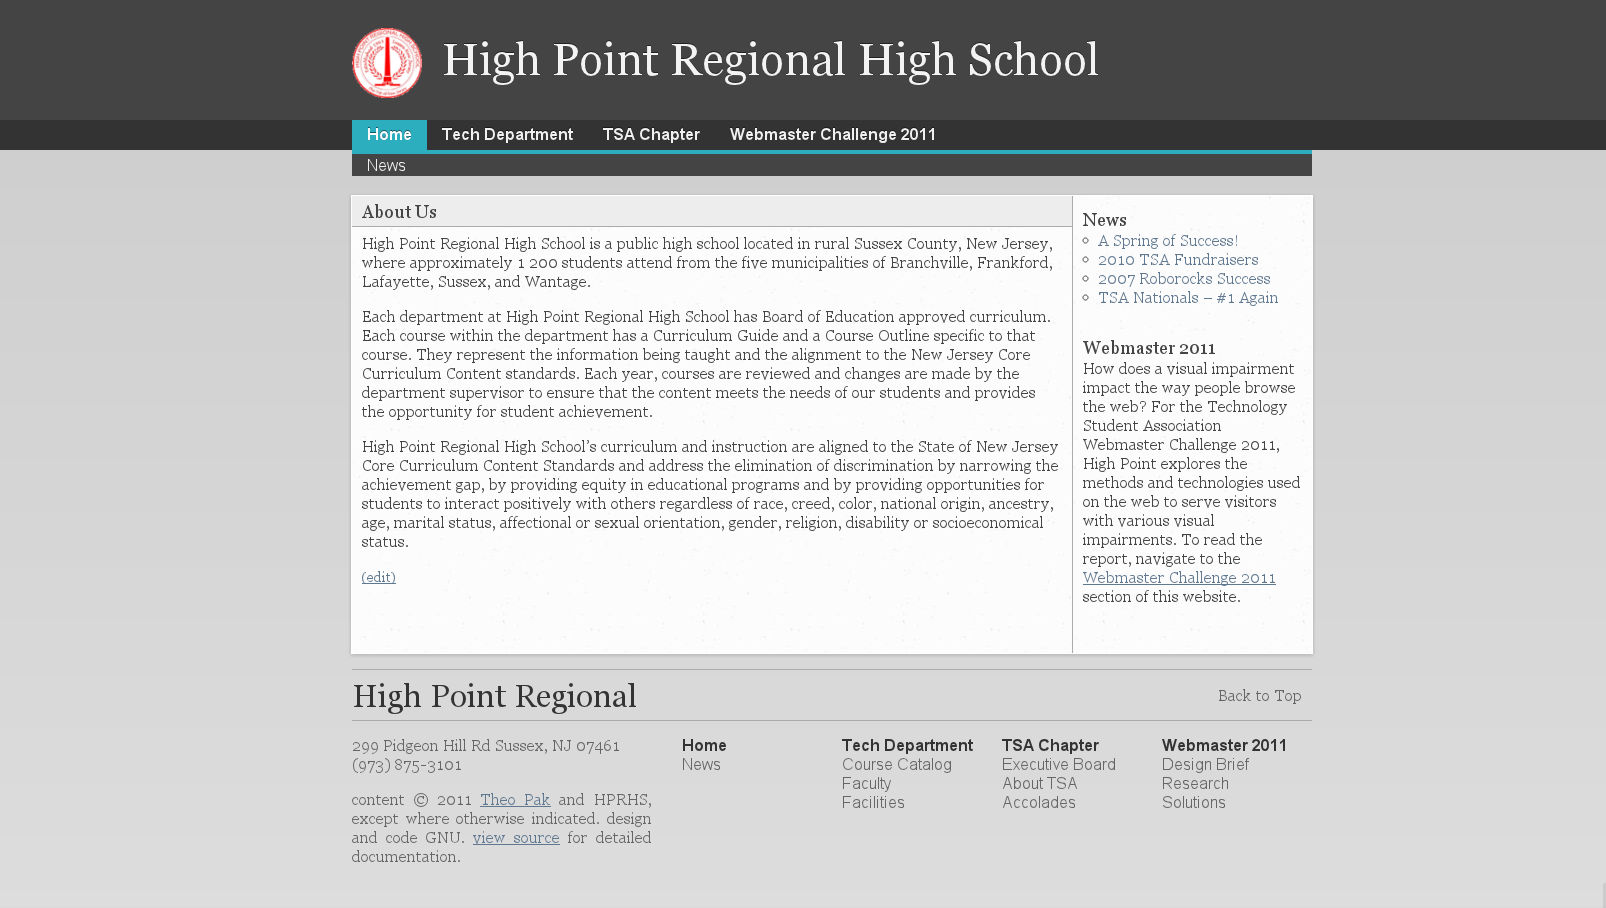 High Point Regional High School
Home Tech Department TSA Chapter Webmaster Challenge 2011
News
About Us
High Point Regional High School is a public high school located in rural Sussex County, New Jersey,
where approximately 1 200 students attend from the five municipalities of Branchville, Frankford,
Lafayette, Sussex, and Wantage.
Each department at High Point Regional High School has Board of Education approved curriculum.
Each course within the department has a Curriculum Guide and a Course Outline specific to that
course. They represent the information being taught and the alignment to the New Jersey Core
Curriculum Content standards. Each year, courses are reviewed and changes are made by the
department supervisor to ensure that the content meets the needs of our students and provides
the opportunity for student achievement.
High Point Regional High School's curriculum and instruction are aligned to the State of New Jersey
Core Curriculum Content Standards and address the elimination of discrimination by narrowing the
achievement gap, by providing equity in educational programs and by providing opportunities for
students to interact positively with others regardless of race, creed, color, national origin, ancestry,
age, marital status, affectional or sexual orientation, gender, religion, disability or socioeconomical
status.
(edit)
News
A Spring of Success!
2010 TSA Fundraisers
2007 Roborocks Success
TSA Nationals – #1 Again
Webmaster 2011
How does a visual impairment
impact the way people browse
the web? For the Technology
Student Association
Webmaster Challenge 2011,
High Point explores the
methods and technologies used
on the web to serve visitors
with various visual
impairments. To read the
report, navigate to the
Webmaster Challenge 2011
section of this website.
High Point Regional
Back to Top
299 Pidgeon Hill Rd Sussex, NJ 07461
(973) 875-3101
content © 2011 Theo Pak and HPRHS,
except where otherwise indicated. design
and code GNU. view source for detailed
documentation.
Home
News
Tech Department
Course Catalog
Faculty
Facilities
TSA Chapter
Executive Board
About TSA
Accolades
Webmaster 2011
Design Brief
Research
Solutions